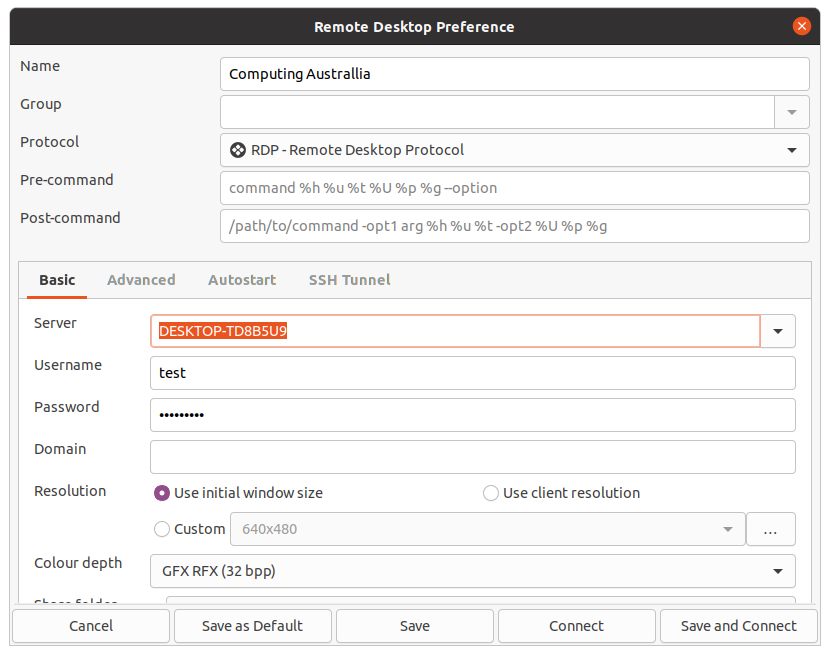 Remote Desktop Preference
Name
Computing Australlia
Group
Protocol
RDP - Remote Desktop Protocol
Pre-command
command %h %u %t %U %p %g --option
Post-command
/path/to/command -opt1 arg %h %u %t -opt2 %U %p %g
Basic Advanced Autostart SSH Tunnel
Server
DESKTOP-TD8B5U9
Username
test
Password
•••••••••
Domain
Resolution
Use initial window size Use client resolution
Custom 640x480 ...
Colour depth
GFX RFX (32 bpp)
Share folder
Cancel Save as Default Save Connect Save and Connect